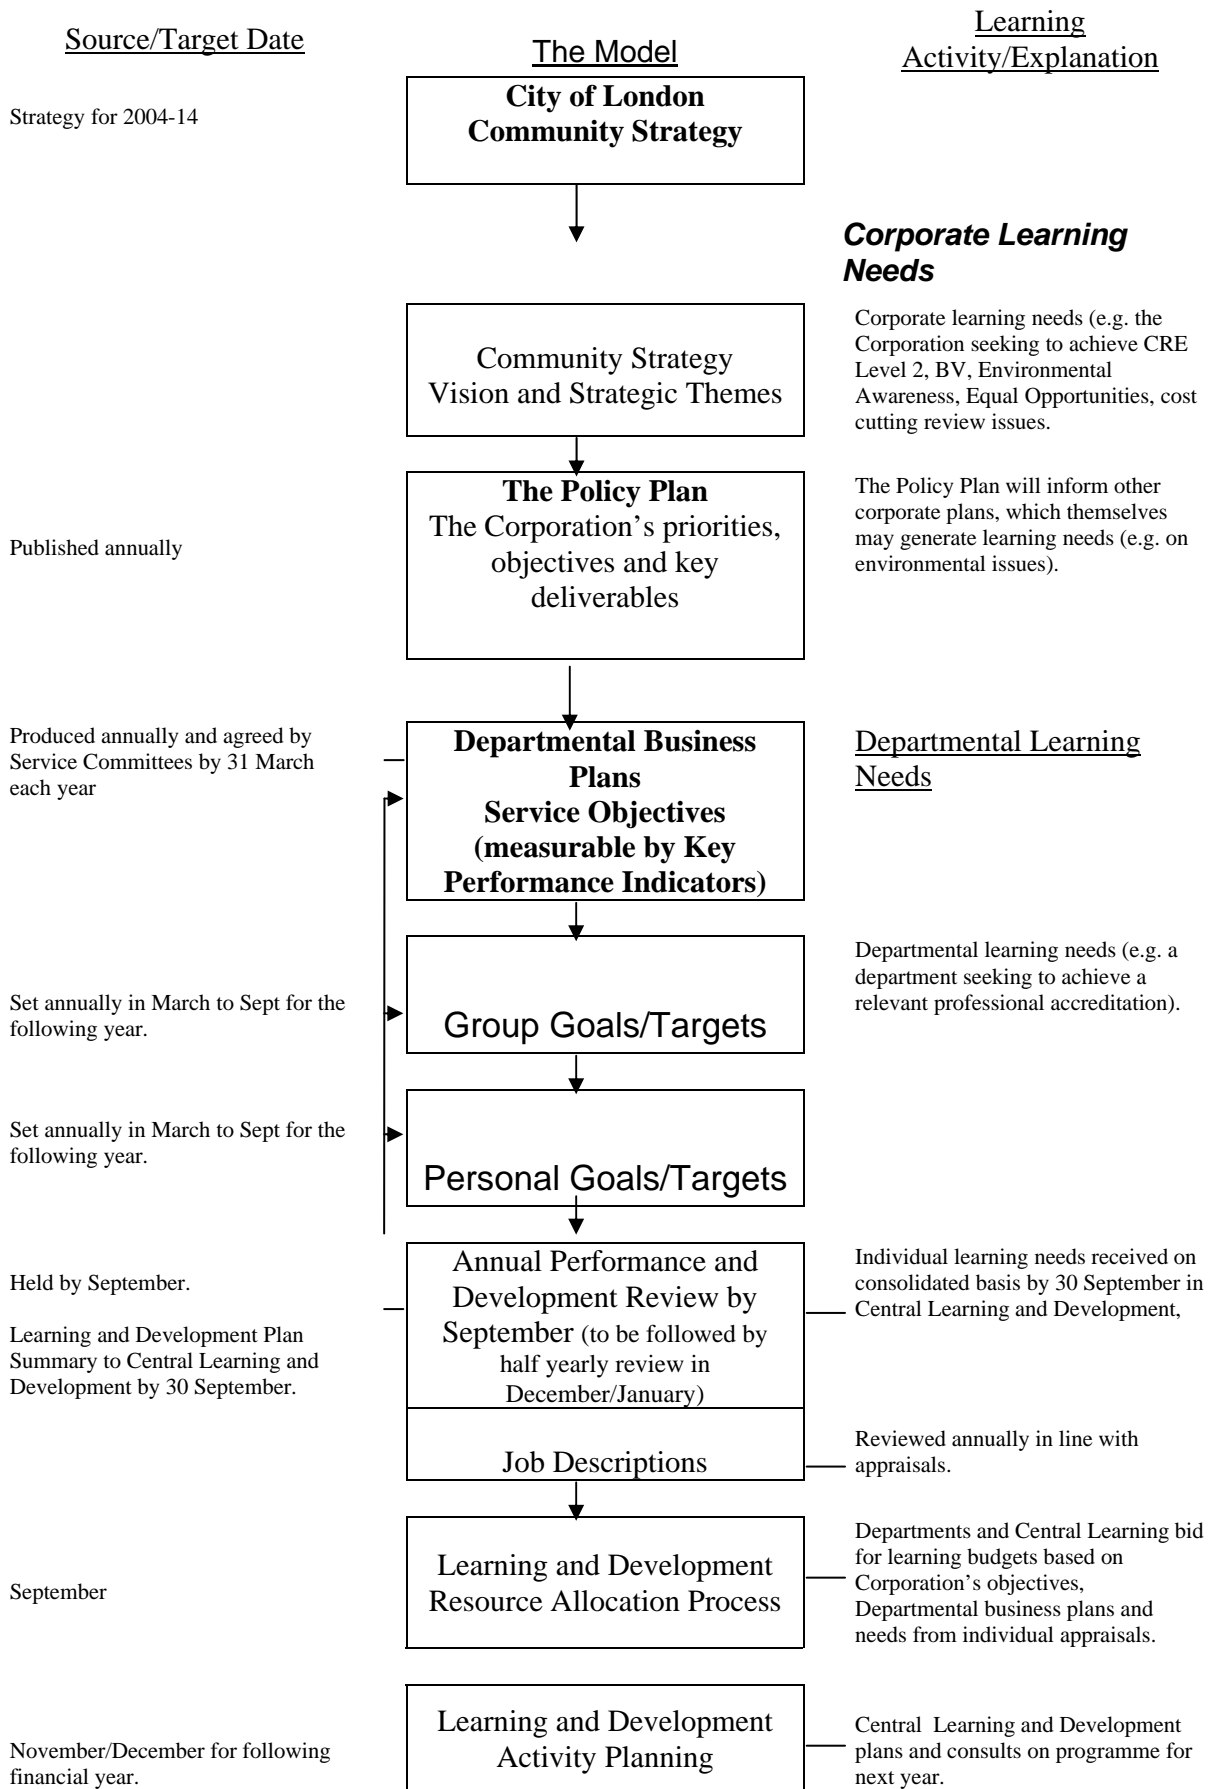 Source/Target Date
The Model
Learning
Activity/Explanation
Strategy for 2004-14
City of London
Community Strategy
Corporate Learning
Needs
Community Strategy
Vision and Strategic Themes
Corporate learning needs (e.g. the
Corporation seeking to achieve CRE
Level 2, BV, Environmental
Awareness, Equal Opportunities, cost
cutting review issues.
Published annually
The Policy Plan
The Corporation’s priorities,
objectives and key
deliverables
The Policy Plan will inform other
corporate plans, which themselves
may generate learning needs (e.g. on
environmental issues).
Produced annually and agreed by
Service Committees by 31 March
each year
Departmental Business
Plans
Service Objectives
(measurable by Key
Performance Indicators)
Departmental Learning
Needs
Set annually in March to Sept for the
following year.
Group Goals/Targets
Departmental learning needs (e.g. a
department seeking to achieve a
relevant professional accreditation).
Set annually in March to Sept for the
following year.
Personal Goals/Targets
Held by September.
Learning and Development Plan
Summary to Central Learning and
Development by 30 September.
Annual Performance and
Development Review by
September (to be followed by
half yearly review in
December/January)
Individual learning needs received on
consolidated basis by 30 September in
Central Learning and Development,
Job Descriptions
Reviewed annually in line with
appraisals.
September
Learning and Development
Resource Allocation Process
Departments and Central Learning bid
for learning budgets based on
Corporation’s objectives,
Departmental business plans and
needs from individual appraisals.
November/December for following
financial year.
Learning and Development
Activity Planning
Central Learning and Development
plans and consults on programme for
next year.